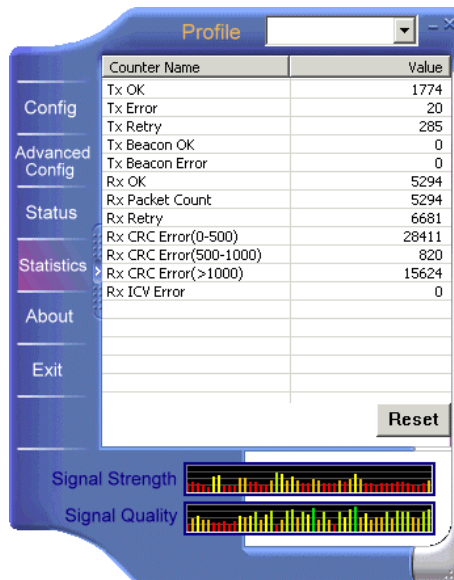 Profile
Counter Name Value
Tx OK 1774
Tx Error 20
Tx Retry 285
Tx Beacon OK 0
Tx Beacon Error 0
Rx OK 5294
Rx Packet Count 5294
Rx Retry 6681
Rx CRC Error(0-500) 28411
Rx CRC Error(500-1000) 820
Rx CRC Error(>1000) 15624
Rx ICV Error 0
Config
Advanced
Config
Status
Statistics
About
Exit
Reset
Signal Strength
Signal Quality